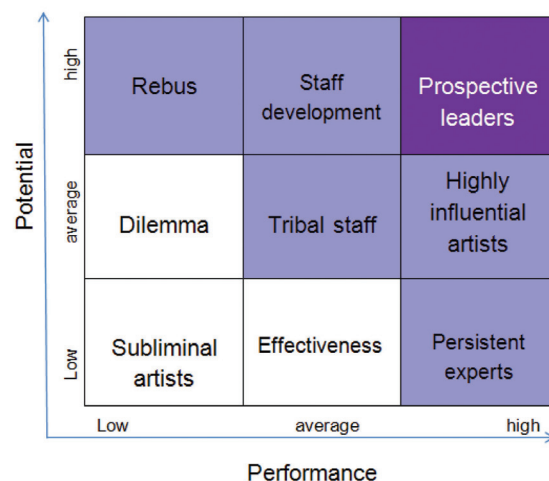 Potential
high
average
Low
Rebus
Staff
development
Prospective
leaders
Dilemma
Tribal staff
Highly
influential
artists
Subliminal
artists
Effectiveness
Persistent
experts
Low
average
high
Performance